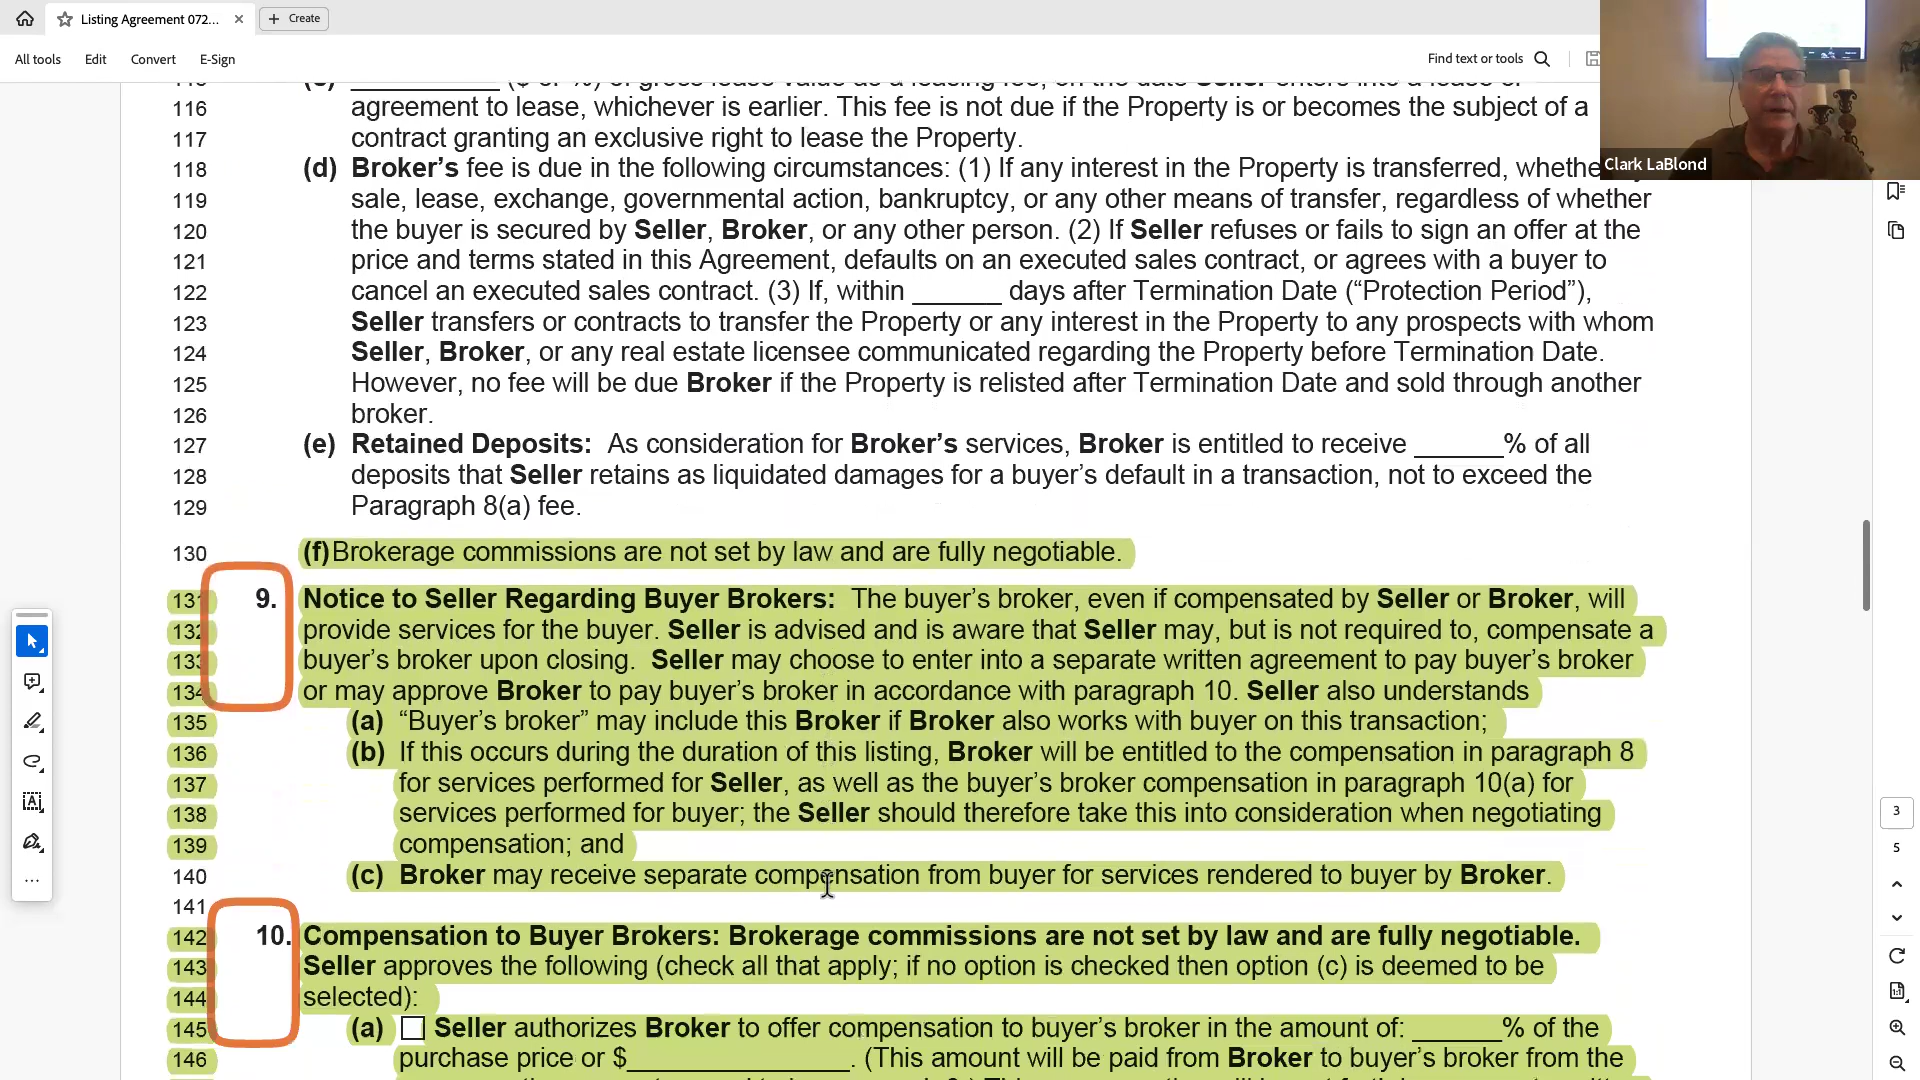 Listing Agreement 072...
Create
All tools
Edit
Convert
E-Sign
Find text or tools
($ or %) of gross lease value as a leasing fee, on the date Seller enters into a lease or
116 agreement to lease, whichever is earlier. This fee is not due if the Property is or becomes the subject of a
117 contract granting an exclusive right to lease the Property.
118 (d) Broker's fee is due in the following circumstances: (1) If any interest in the Property is transferred, whether
119 sale, lease, exchange, governmental action, bankruptcy, or any other means of transfer, regardless of whether
120 the buyer is secured by Seller, Broker, or any other person. (2) If Seller refuses or fails to sign an offer at the
121 price and terms stated in this Agreement, defaults on an executed sales contract, or agrees with a buyer to
122 cancel an executed sales contract. (3) If, within ______ days after Termination Date (“Protection Period”),
123 Seller transfers or contracts to transfer the Property or any interest in the Property to any prospects with whom
124 Seller, Broker, or any real estate licensee communicated regarding the Property before Termination Date.
125 However, no fee will be due Broker if the Property is relisted after Termination Date and sold through another
126 broker.
127 (e) Retained Deposits: As consideration for Broker’s services, Broker is entitled to receive ______% of all
128 deposits that Seller retains as liquidated damages for a buyer’s default in a transaction, not to exceed the
129 Paragraph 8(a) fee.
130 (f) Brokerage commissions are not set by law and are fully negotiable.
131 9. Notice to Seller Regarding Buyer Brokers: The buyer’s broker, even if compensated by Seller or Broker, will
132 provide services for the buyer. Seller is advised and is aware that Seller may, but is not required to, compensate a
133 buyer’s broker upon closing. Seller may choose to enter into a separate written agreement to pay buyer’s broker
134 or may approve Broker to pay buyer’s broker in accordance with paragraph 10. Seller also understands
135 (a) “Buyer’s broker” may include this Broker if Broker also works with buyer on this transaction;
136 (b) If this occurs during the duration of this listing, Broker will be entitled to the compensation in paragraph 8
137 for services performed for Seller, as well as the buyer’s broker compensation in paragraph 10(a) for
138 services performed for buyer; the Seller should therefore take this into consideration when negotiating
139 compensation; and
140 (c) Broker may receive separate compensation from buyer for services rendered to buyer by Broker.
141
142 10. Compensation to Buyer Brokers: Brokerage commissions are not set by law and are fully negotiable.
143 Seller approves the following (check all that apply; if no option is checked then option (c) is deemed to be
144 selected):
145 (a) Seller authorizes Broker to offer compensation to buyer’s broker in the amount of: ______% of the
146 purchase price or $_______________. (This amount will be paid from Broker to buyer’s broker from the
Clark LaBlond
3
5